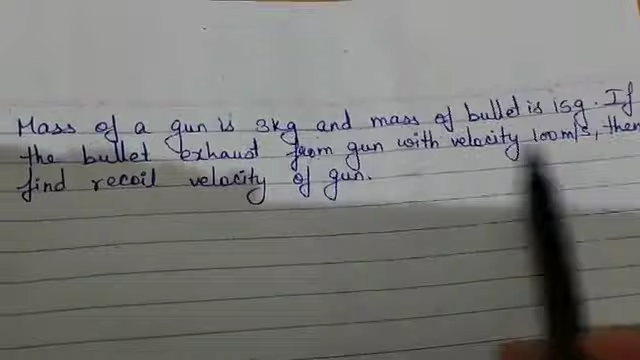 Mass of a gun is 3kg and mass of bullet is 15g. If
the bullet exhaust from gun with velocity 100m/s, then
find recoil velocity of gun.